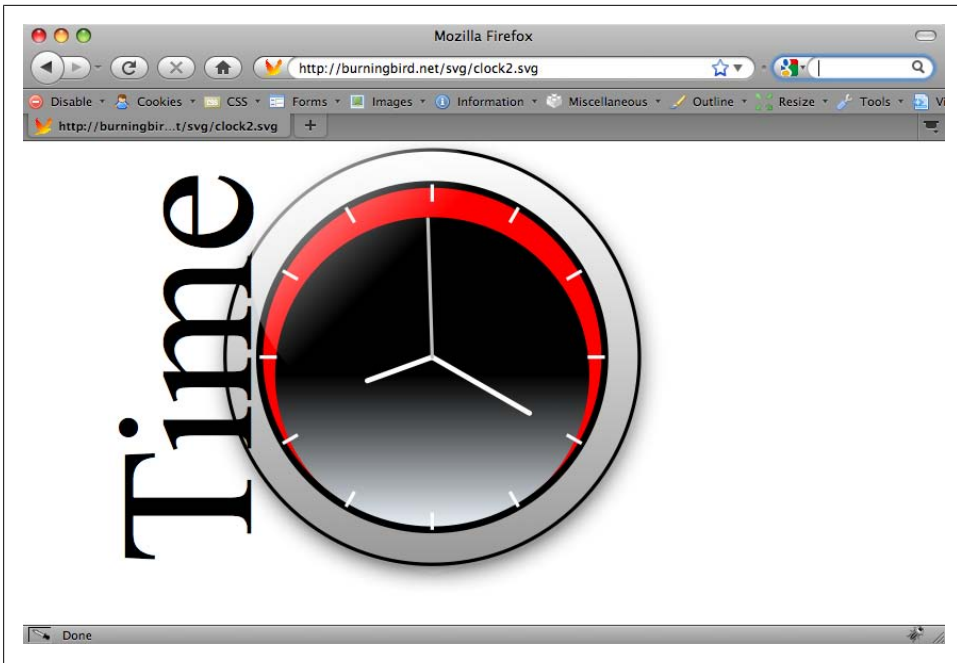 Mozilla Firefox
http://burningbird.net/svg/clock2.svg
Disable Cookies CSS Forms Images Information Miscellaneous Outline Resize Tools Vi
http://burningbir...t/svg/clock2.svg +
Time
Done